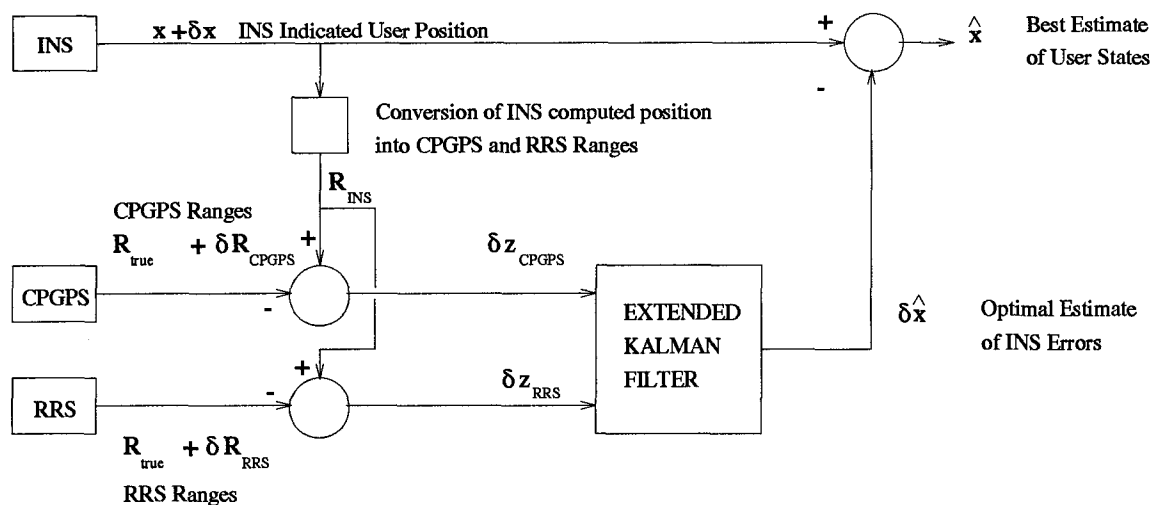 INS
x + δx INS Indicated User Position
+
-
x̂
Best Estimate
of User States
Conversion of INS computed position
into CPGPS and RRS Ranges
R_INS
CPGPS Ranges
R_true + δR_CPGPS
+
-
CPGPS
δz_CPGPS
EXTENDED
KALMAN
FILTER
δx̂
Optimal Estimate
of INS Errors
+
-
RRS
δz_RRS
R_true + δR_RRS
RRS Ranges